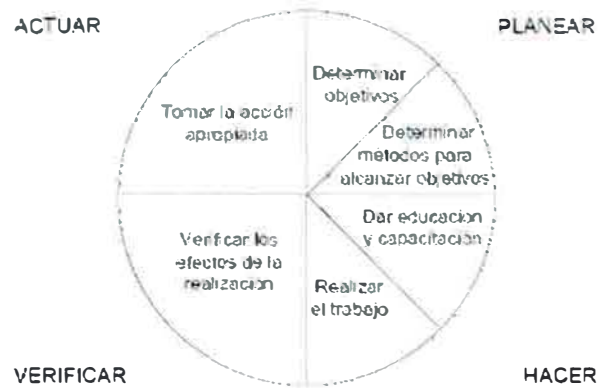 ACTUAR
PLANEAR
Determinar
objetivos
Tomar la acción
apropiada
Determinar
métodos para
alcanzar objetivos
Dar educacion
y capacitación
Verificar los
efectos de la
realización
Realizar
el trabajo
VERIFICAR
HACER